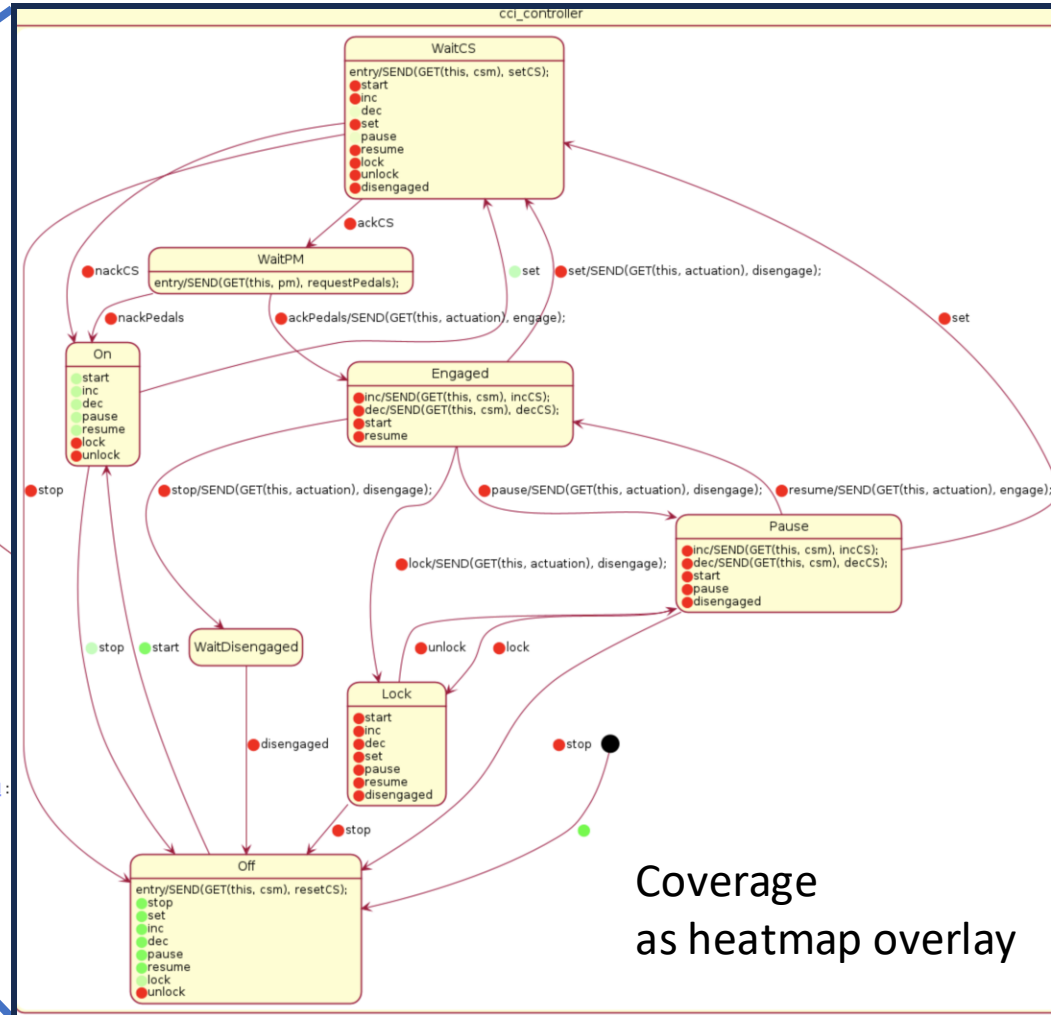 cci_controller
WaitCS
entry/SEND(GET(this, csm), setCS);
start
inc
dec
set
pause
resume
lock
unlock
disengaged
ackCS
WaitPM
entry/SEND(GET(this, pm), requestPedals);
nackCS
set
set/SEND(GET(this, actuation), disengage);
nackPedals
ackPedals/SEND(GET(this, actuation), engage);
set
On
start
inc
dec
pause
resume
lock
unlock
Engaged
inc/SEND(GET(this, csm), incCS);
dec/SEND(GET(this, csm), decCS);
start
resume
stop
stop/SEND(GET(this, actuation), disengage);
pause/SEND(GET(this, actuation), disengage);
resume/SEND(GET(this, actuation), engage);
Pause
inc/SEND(GET(this, csm), incCS);
dec/SEND(GET(this, csm), decCS);
start
pause
disengaged
lock/SEND(GET(this, actuation), disengage);
stop
start
WaitDisengaged
unlock
lock
Lock
start
inc
dec
set
pause
resume
disengaged
disengaged
stop
stop
Off
entry/SEND(GET(this, csm), resetCS);
stop
set
inc
dec
pause
resume
lock
unlock
Coverage
as heatmap overlay